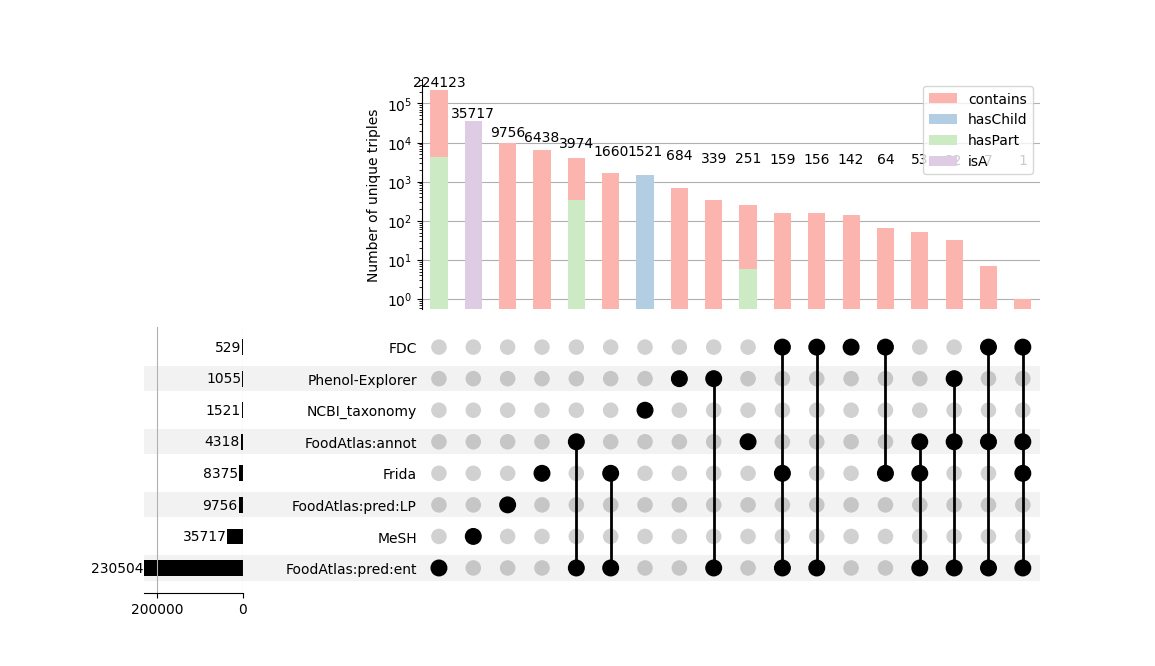 224123
35717
9756
6438
3974
1660
1521
684
339
251
159
156
142
64
53
7
1
contains
hasChild
hasPart
isA
Number of unique triples
10^5
10^4
10^3
10^2
10^1
10^0
529 FDC
1055 Phenol-Explorer
1521 NCBI_taxonomy
4318 FoodAtlas:annot
8375 Frida
9756 FoodAtlas:pred:LP
35717 MeSH
230504 FoodAtlas:pred:ent
200000 0